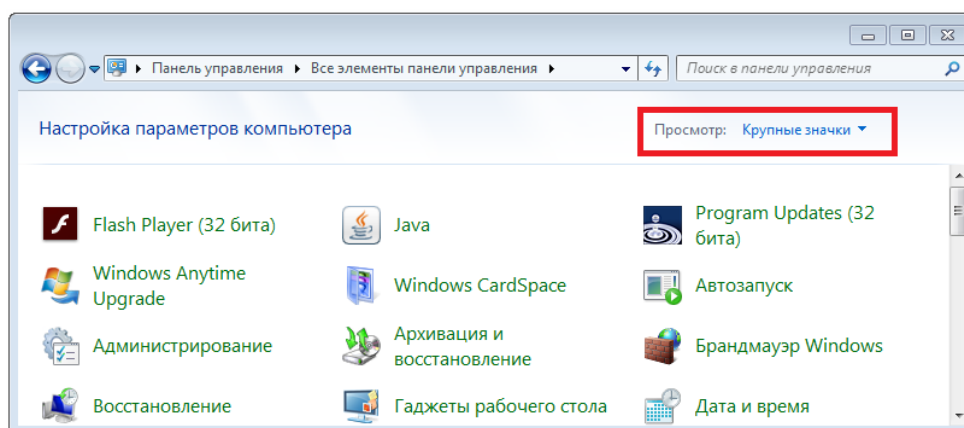 Панель управления Все элементы панели управления Поиск в панели управления
Настройка параметров компьютера Просмотр: Крупные значки
Flash Player (32 бита)
Java
Program Updates (32
бита)
Windows Anytime
Upgrade
Windows CardSpace
Автозапуск
Администрирование
Архивация и
восстановление
Брандмауэр Windows
Восстановление
Гаджеты рабочего стола
Дата и время